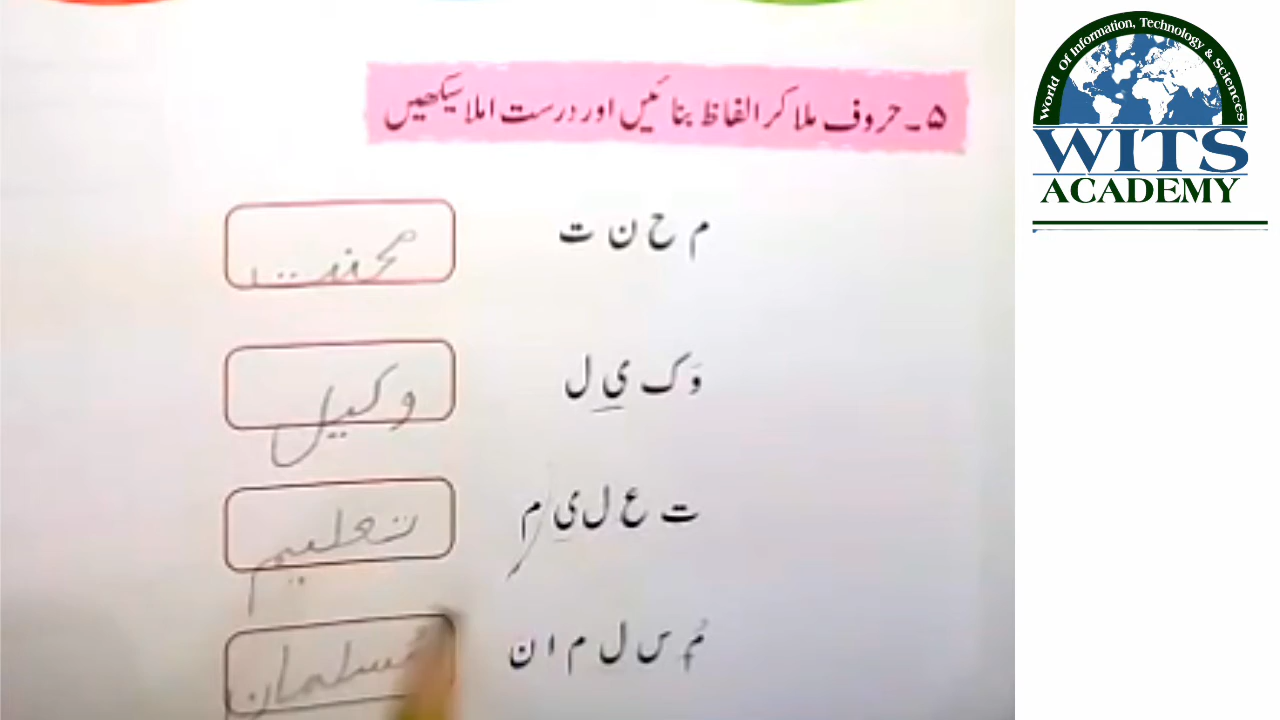 ۵۔ حروف ملا کر الفاظ بنائیں اور درست املا سیکھیں
م ح ن ت
محنت
وَ ک ی ل
وکیل
ت ع ل ی م
تعلیم
مُ س ل م ا ن
مُسلمان
World Of Information, Technology & Sciences
WITS
ACADEMY